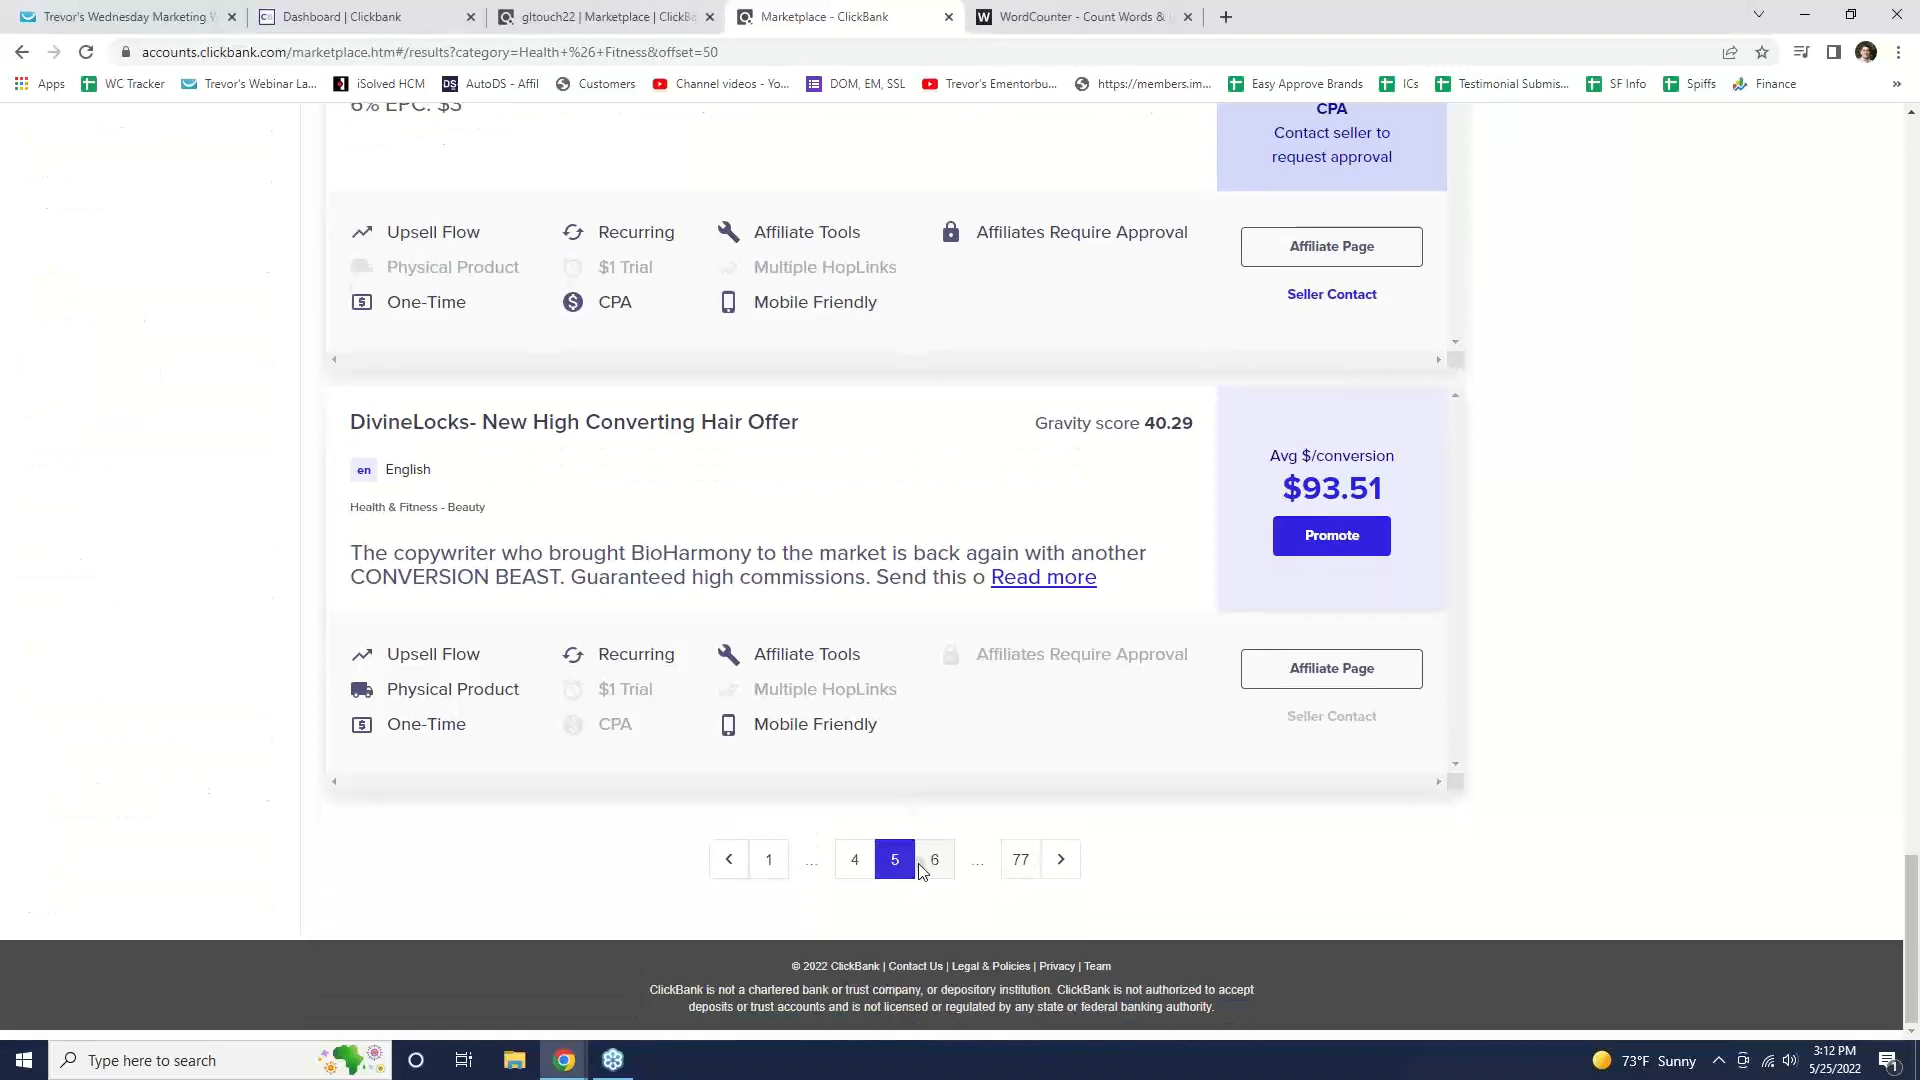 Trevor's Wednesday Marketing W
Dashboard | Clickbank
gltouch22 | Marketplace | ClickBa
Marketplace - ClickBank
WordCounter - Count Words &
accounts.clickbank.com/marketplace.htm#/results?category=Health+%26+Fitness&offset=50
Apps
WC Tracker
Trevor's Webinar La...
iSolved HCM
AutoDS - Affil
Customers
Channel videos - Yo...
DOM, EM, SSL
Trevor's Ementorbu...
https://members.im...
Easy Approve Brands
ICs
Testimonial Submis...
SF Info
Spiffs
Finance
6% EPC: $3
CPA
Contact seller to
request approval
Upsell Flow
Recurring
Affiliate Tools
Affiliates Require Approval
Affiliate Page
Physical Product
$1 Trial
Multiple HopLinks
Seller Contact
One-Time
CPA
Mobile Friendly
DivineLocks- New High Converting Hair Offer
Gravity score 40.29
en English
Health & Fitness - Beauty
Avg $/conversion
$93.51
Promote
The copywriter who brought BioHarmony to the market is back again with another
CONVERSION BEAST. Guaranteed high commissions. Send this o Read more
Upsell Flow
Recurring
Affiliate Tools
Affiliates Require Approval
Affiliate Page
Physical Product
$1 Trial
Multiple HopLinks
Seller Contact
One-Time
CPA
Mobile Friendly
< 1 ... 4 5 6 ... 77 >
© 2022 ClickBank | Contact Us | Legal & Policies | Privacy | Team
ClickBank is not a chartered bank or trust company, or depository institution. ClickBank is not authorized to accept
deposits or trust accounts and is not licensed or regulated by any state or federal banking authority.
Type here to search
73°F Sunny
3:12 PM
5/25/2022
1